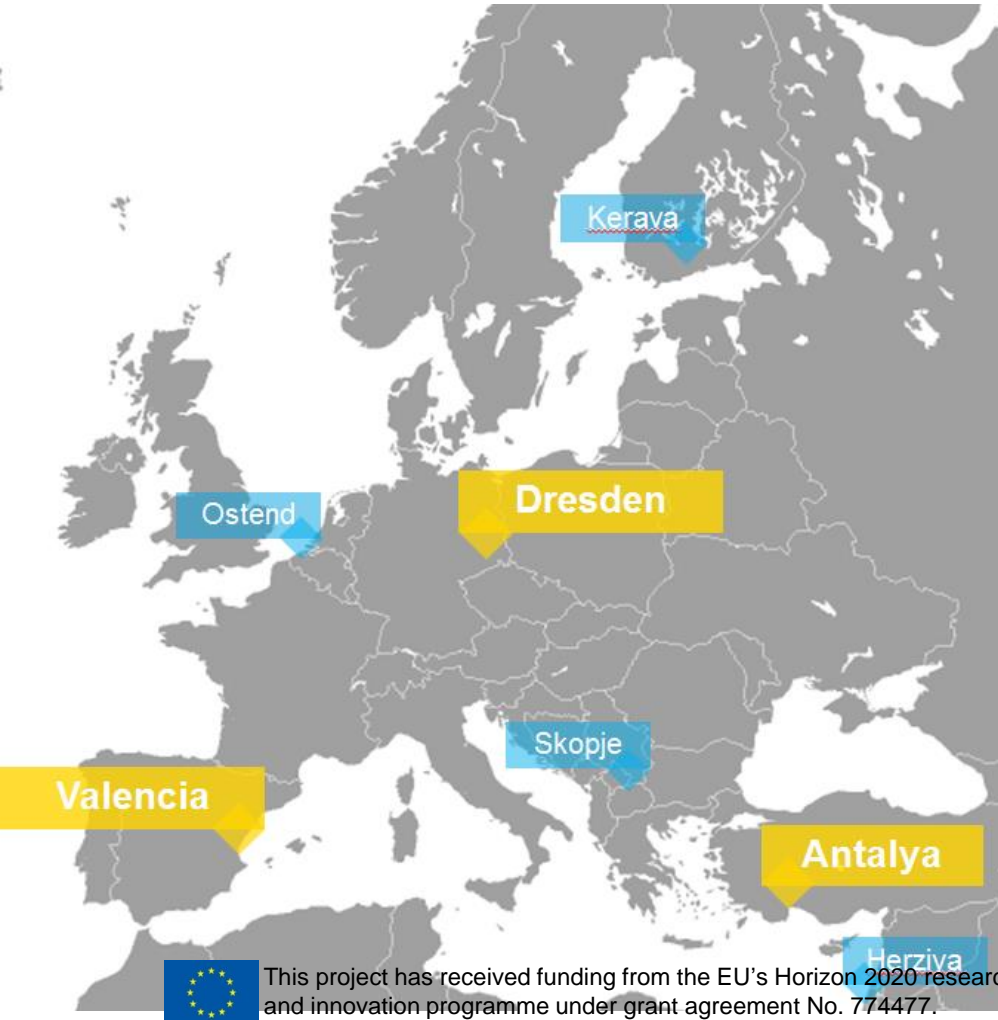 Kerava
Dresden
Ostend
Skopje
Valencia
Antalya
Herziva
This project has received funding from the EU's Horizon 2020 researc
and innovation programme under grant agreement No. 774477.